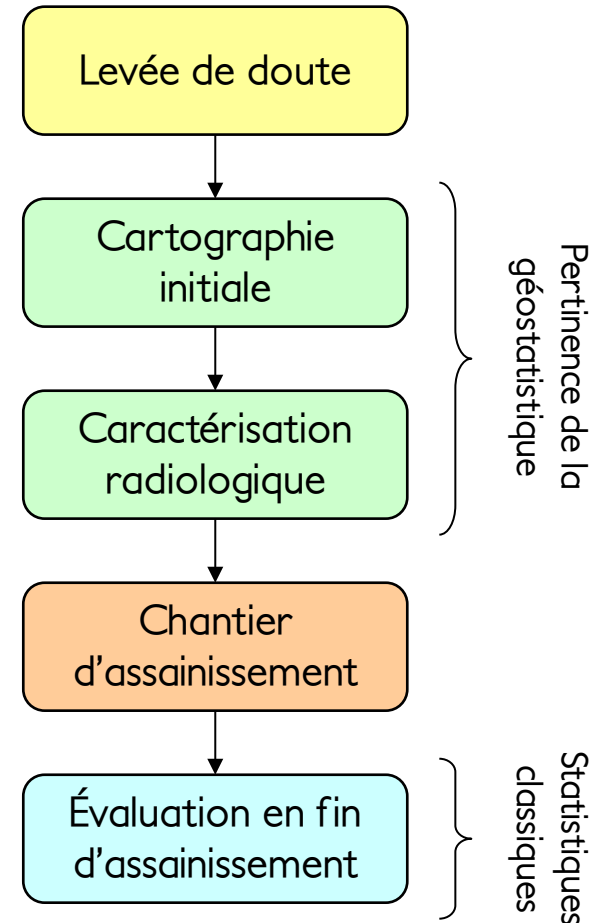 Levée de doute
Cartographie
initiale
Caractérisation
radiologique
Pertinence de la
géostatistique
Chantier
d’assainissement
Évaluation en fin
d’assainissement
Statistiques
classiques